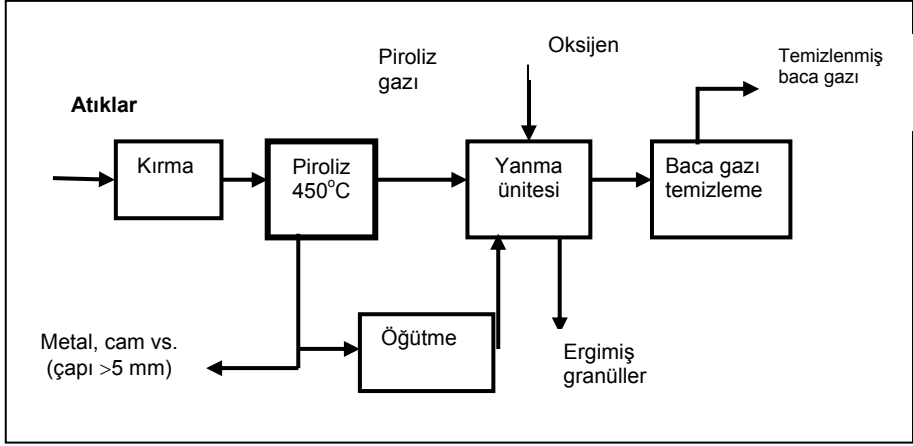 Piroliz
gazı
Oksijen
Temizlenmiş
baca gazı
Atıklar
Kırma
Piroliz
450°C
Yanma
ünitesi
Baca gazı
temizleme
Metal, cam vs.
(çapı >5 mm)
Öğütme
Ergimiş
granüller